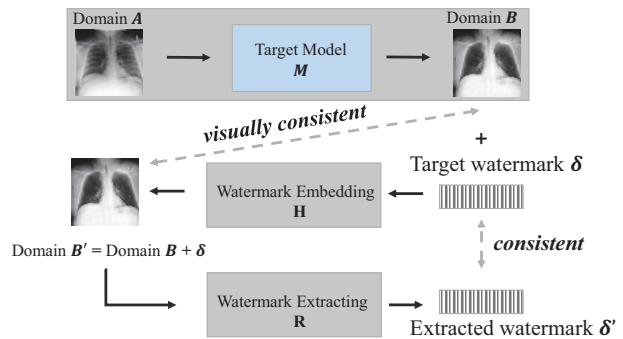 Domain A
Domain B
Target Model
M
visually consistent
+
Target watermark δ
Watermark Embedding
H
Domain B′ = Domain B + δ
consistent
Watermark Extracting
R
Extracted watermark δ′